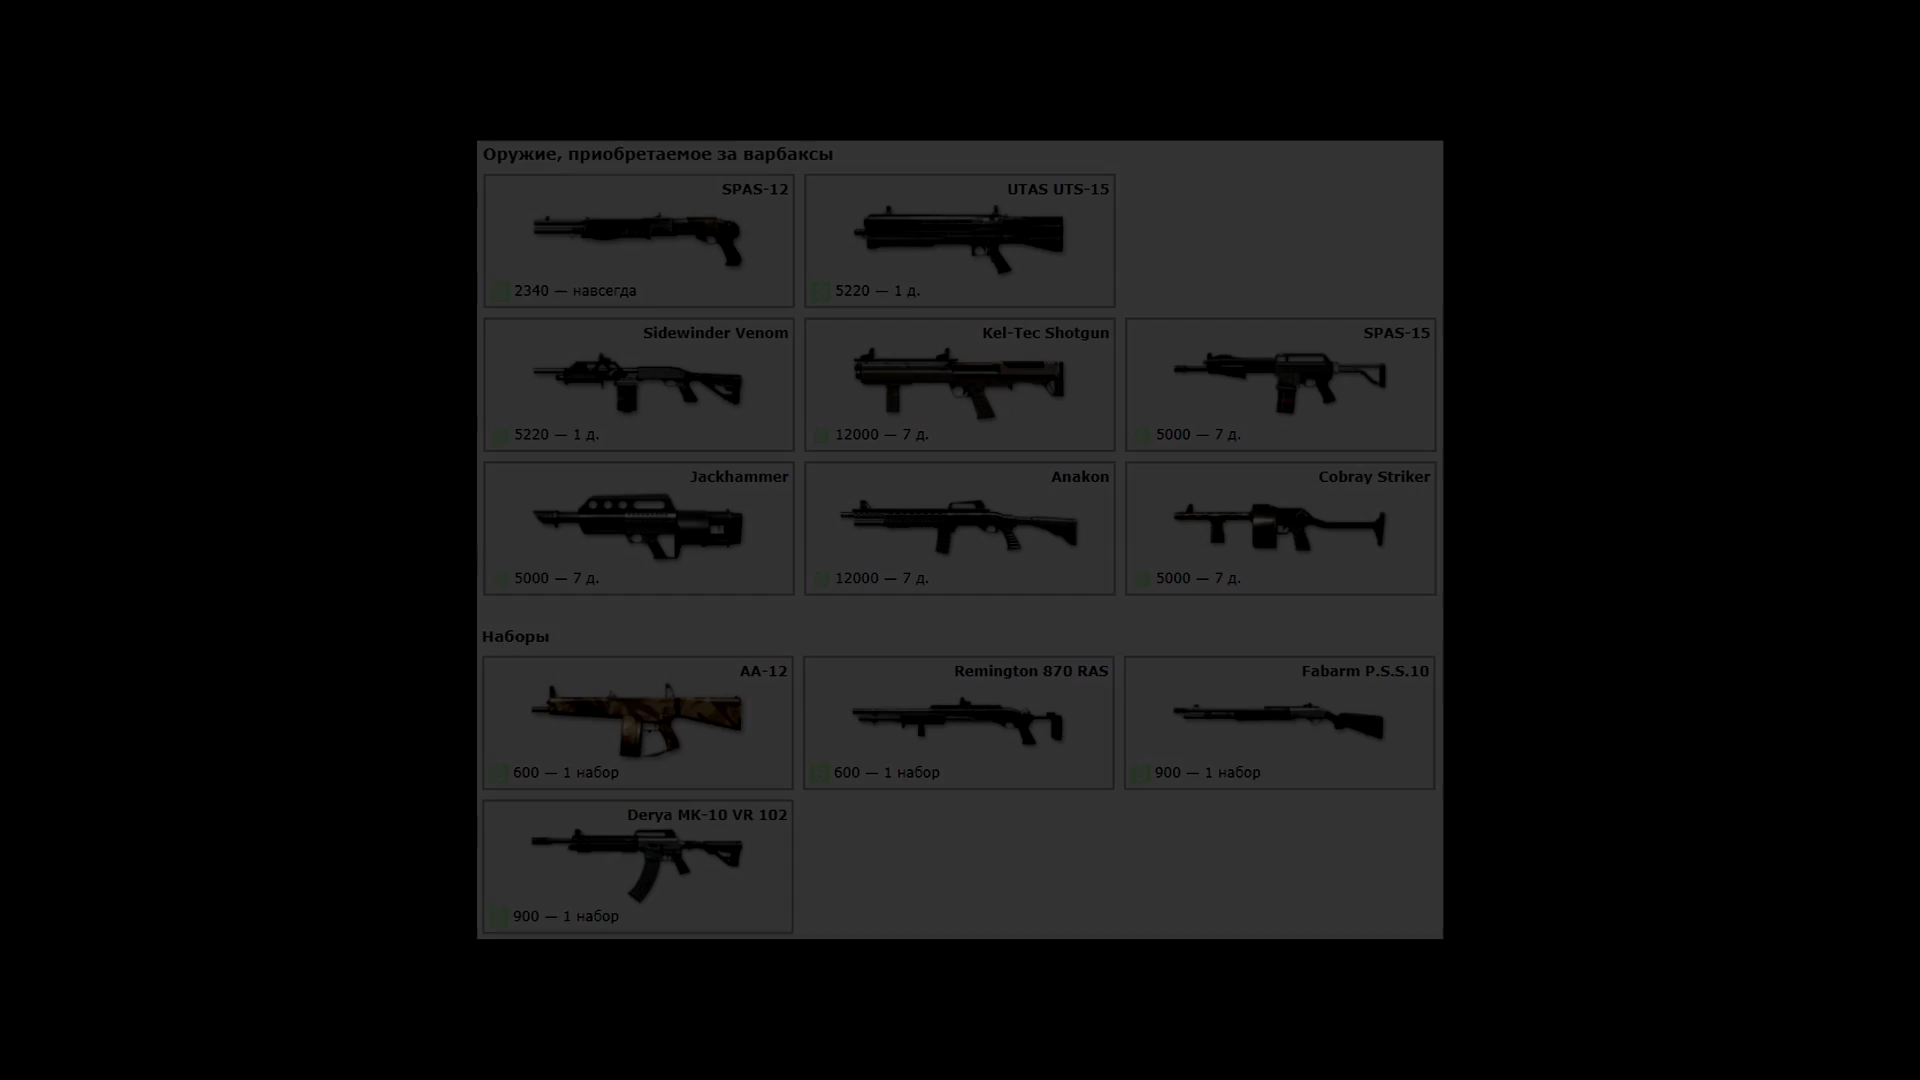 Оружие, приобретаемое за варбаксы
SPAS-12
2340 — навсегда
UTAS UTS-15
5220 — 1 д.
Sidewinder Venom
5220 — 1 д.
Kel-Tec Shotgun
12000 — 7 д.
SPAS-15
5000 — 7 д.
Jackhammer
5000 — 7 д.
Anakon
12000 — 7 д.
Cobray Striker
5000 — 7 д.
Наборы
AA-12
600 — 1 набор
Remington 870 RAS
600 — 1 набор
Fabarm P.S.S.10
900 — 1 набор
Derya MK-10 VR 102
900 — 1 набор